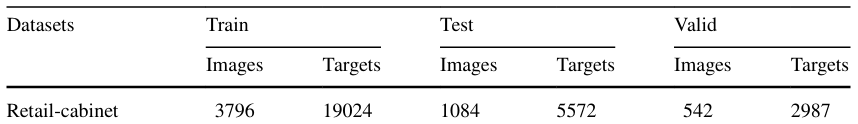 Datasets Train Test Valid
Images Targets Images Targets Images Targets
Retail-cabinet 3796 19024 1084 5572 542 2987